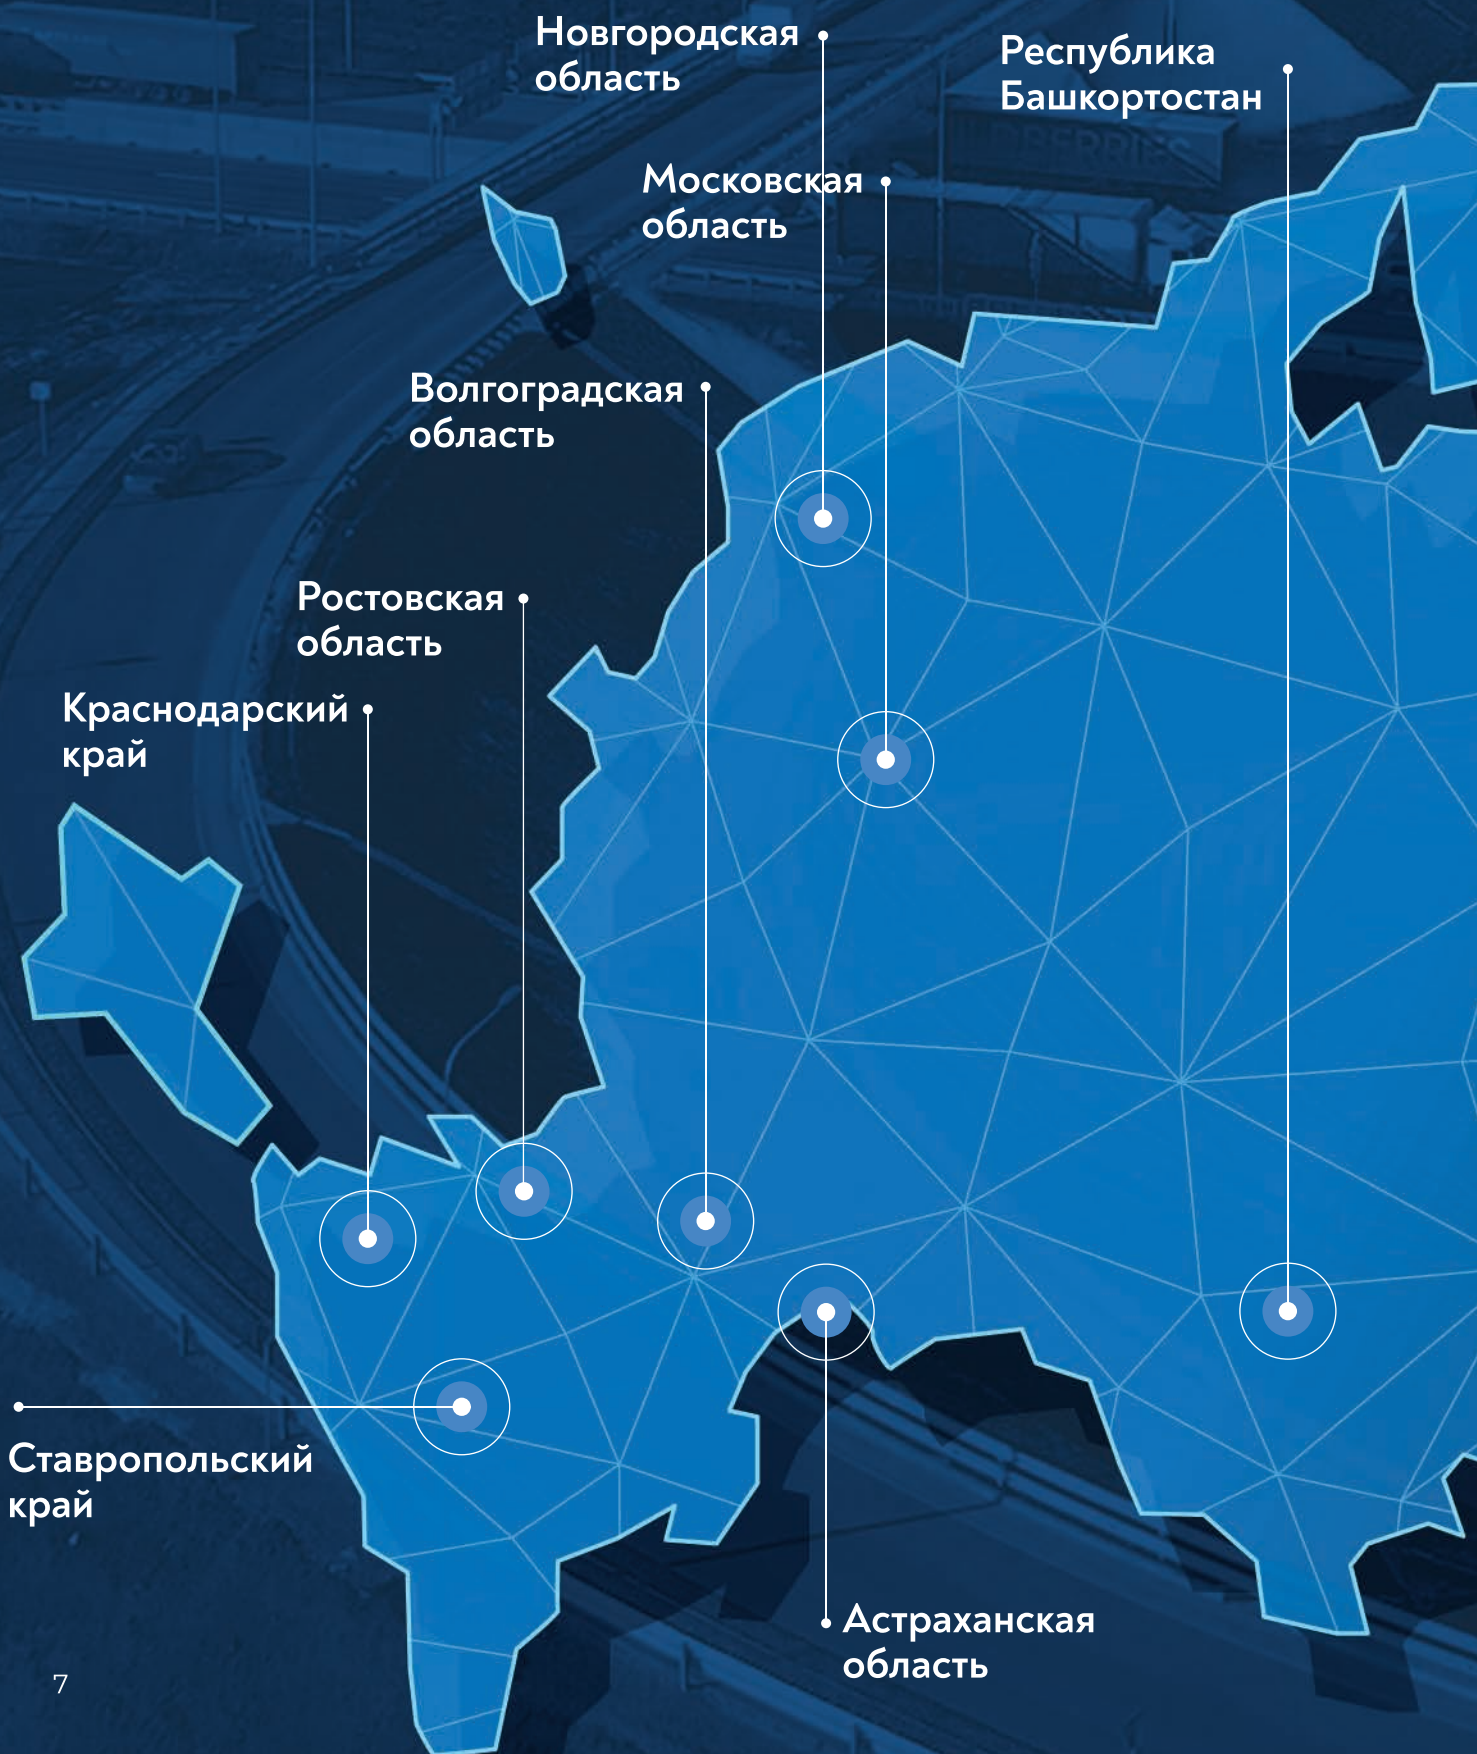 Новгородская
область
Республика
Башкортостан
Московская
область
Волгоградская
область
Ростовская
область
Краснодарский
край
Ставропольский
край
Астраханская
область
7